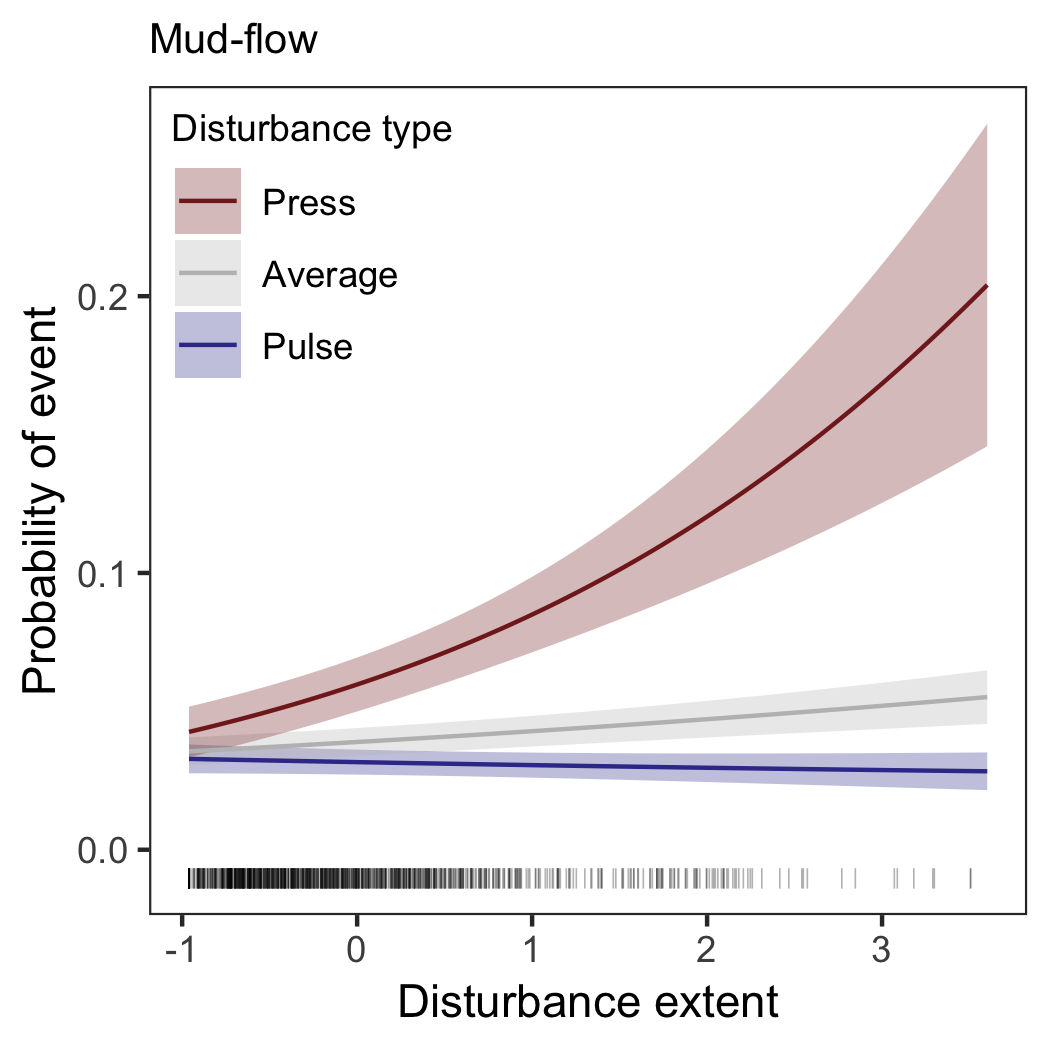 Mud-flow
Disturbance type
Press
Average
Pulse
Probability of event
0.2
0.1
0.0
-1 0 1 2 3
Disturbance extent